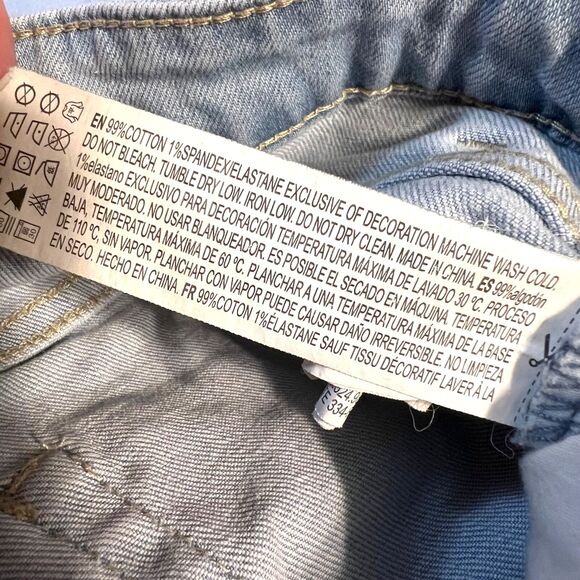 EN 99%COTTON 1%SPANDEX/ELASTANE EXCLUSIVE OF DECORATION MACHINE WASH COLD.
DO NOT BLEACH. TUMBLE DRY LOW. IRON LOW. DO NOT DRY CLEAN. MADE IN CHINA. ES 99%algodón
1%elastano EXCLUSIVO PARA DECORACIÓN TEMPERATURA MÁXIMA DE LAVADO 30°C, PROCESO
MUY MODERADO. NO USAR BLANQUEADOR. ES POSIBLE EL SECADO EN MÁQUINA, TEMPERATURA
BAJA, TEMPERATURA MÁXIMA DE 60°C, PLANCHAR A UNA TEMPERATURA MÁXIMA DE LA BASE
DE 110°C, SIN VAPOR. PLANCHAR CON VAPOR PUEDE CAUSAR DAÑO IRREVERSIBLE. NO LIMPIEZA
EN SECO. HECHO EN CHINA. FR 99%COTON 1%ÉLASTANE SAUF TISSU DÉCORATIF LAVER À LA
E 334